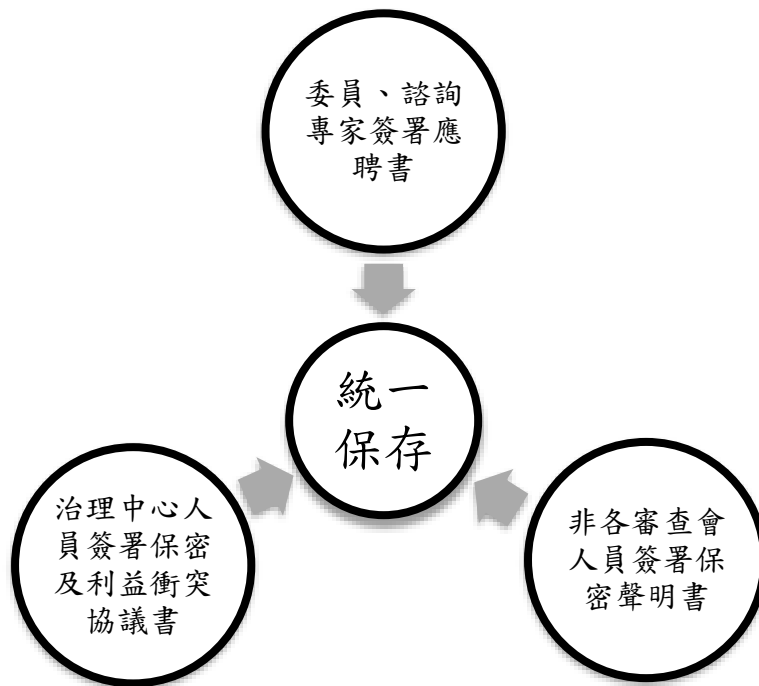 委員、諮詢
專家簽署應
聘書
統一
保存
治理中心人
員簽署保密
及利益衝突
協議書
非各審查會
人員簽署保
密聲明書